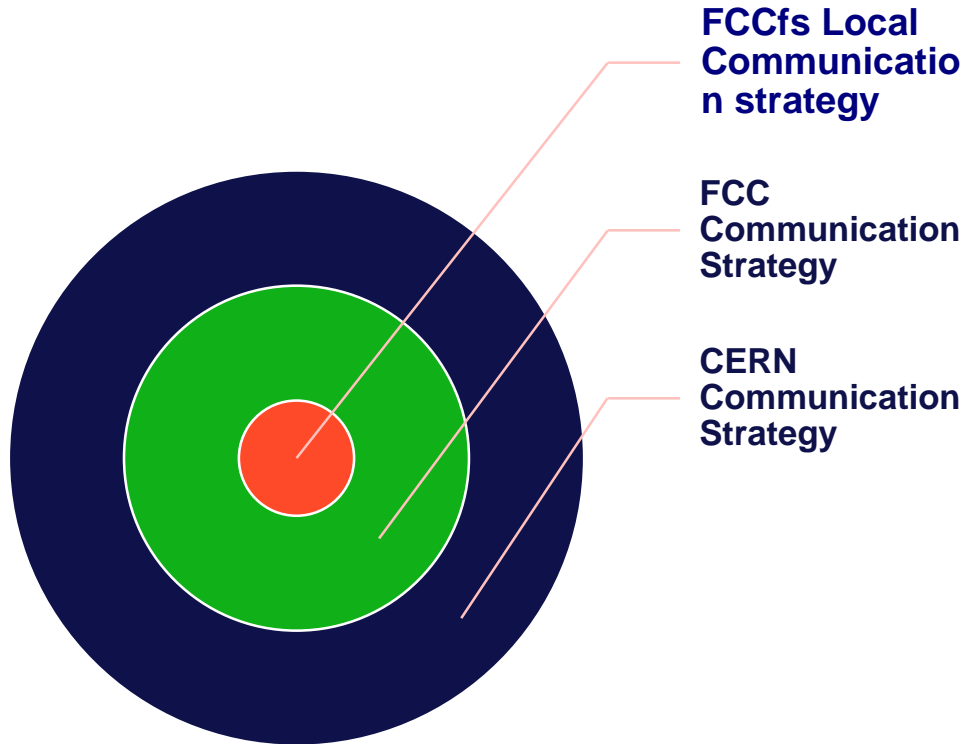 FCCfs Local
Communicatio
n strategy
FCC
Communication
Strategy
CERN
Communication
Strategy